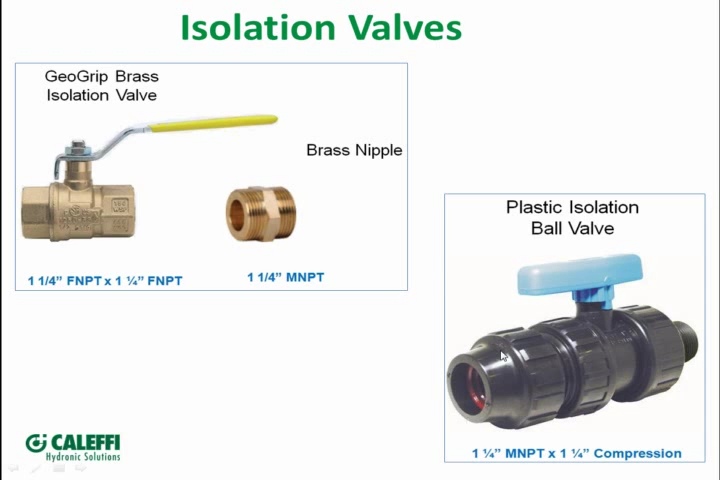 Isolation Valves
GeoGrip Brass
Isolation Valve
Brass Nipple
1 1/4” FNPT x 1 ¼” FNPT
1 1/4” MNPT
Plastic Isolation
Ball Valve
1 ¼” MNPT x 1 ¼” Compression
CALEFFI
Hydronic Solutions